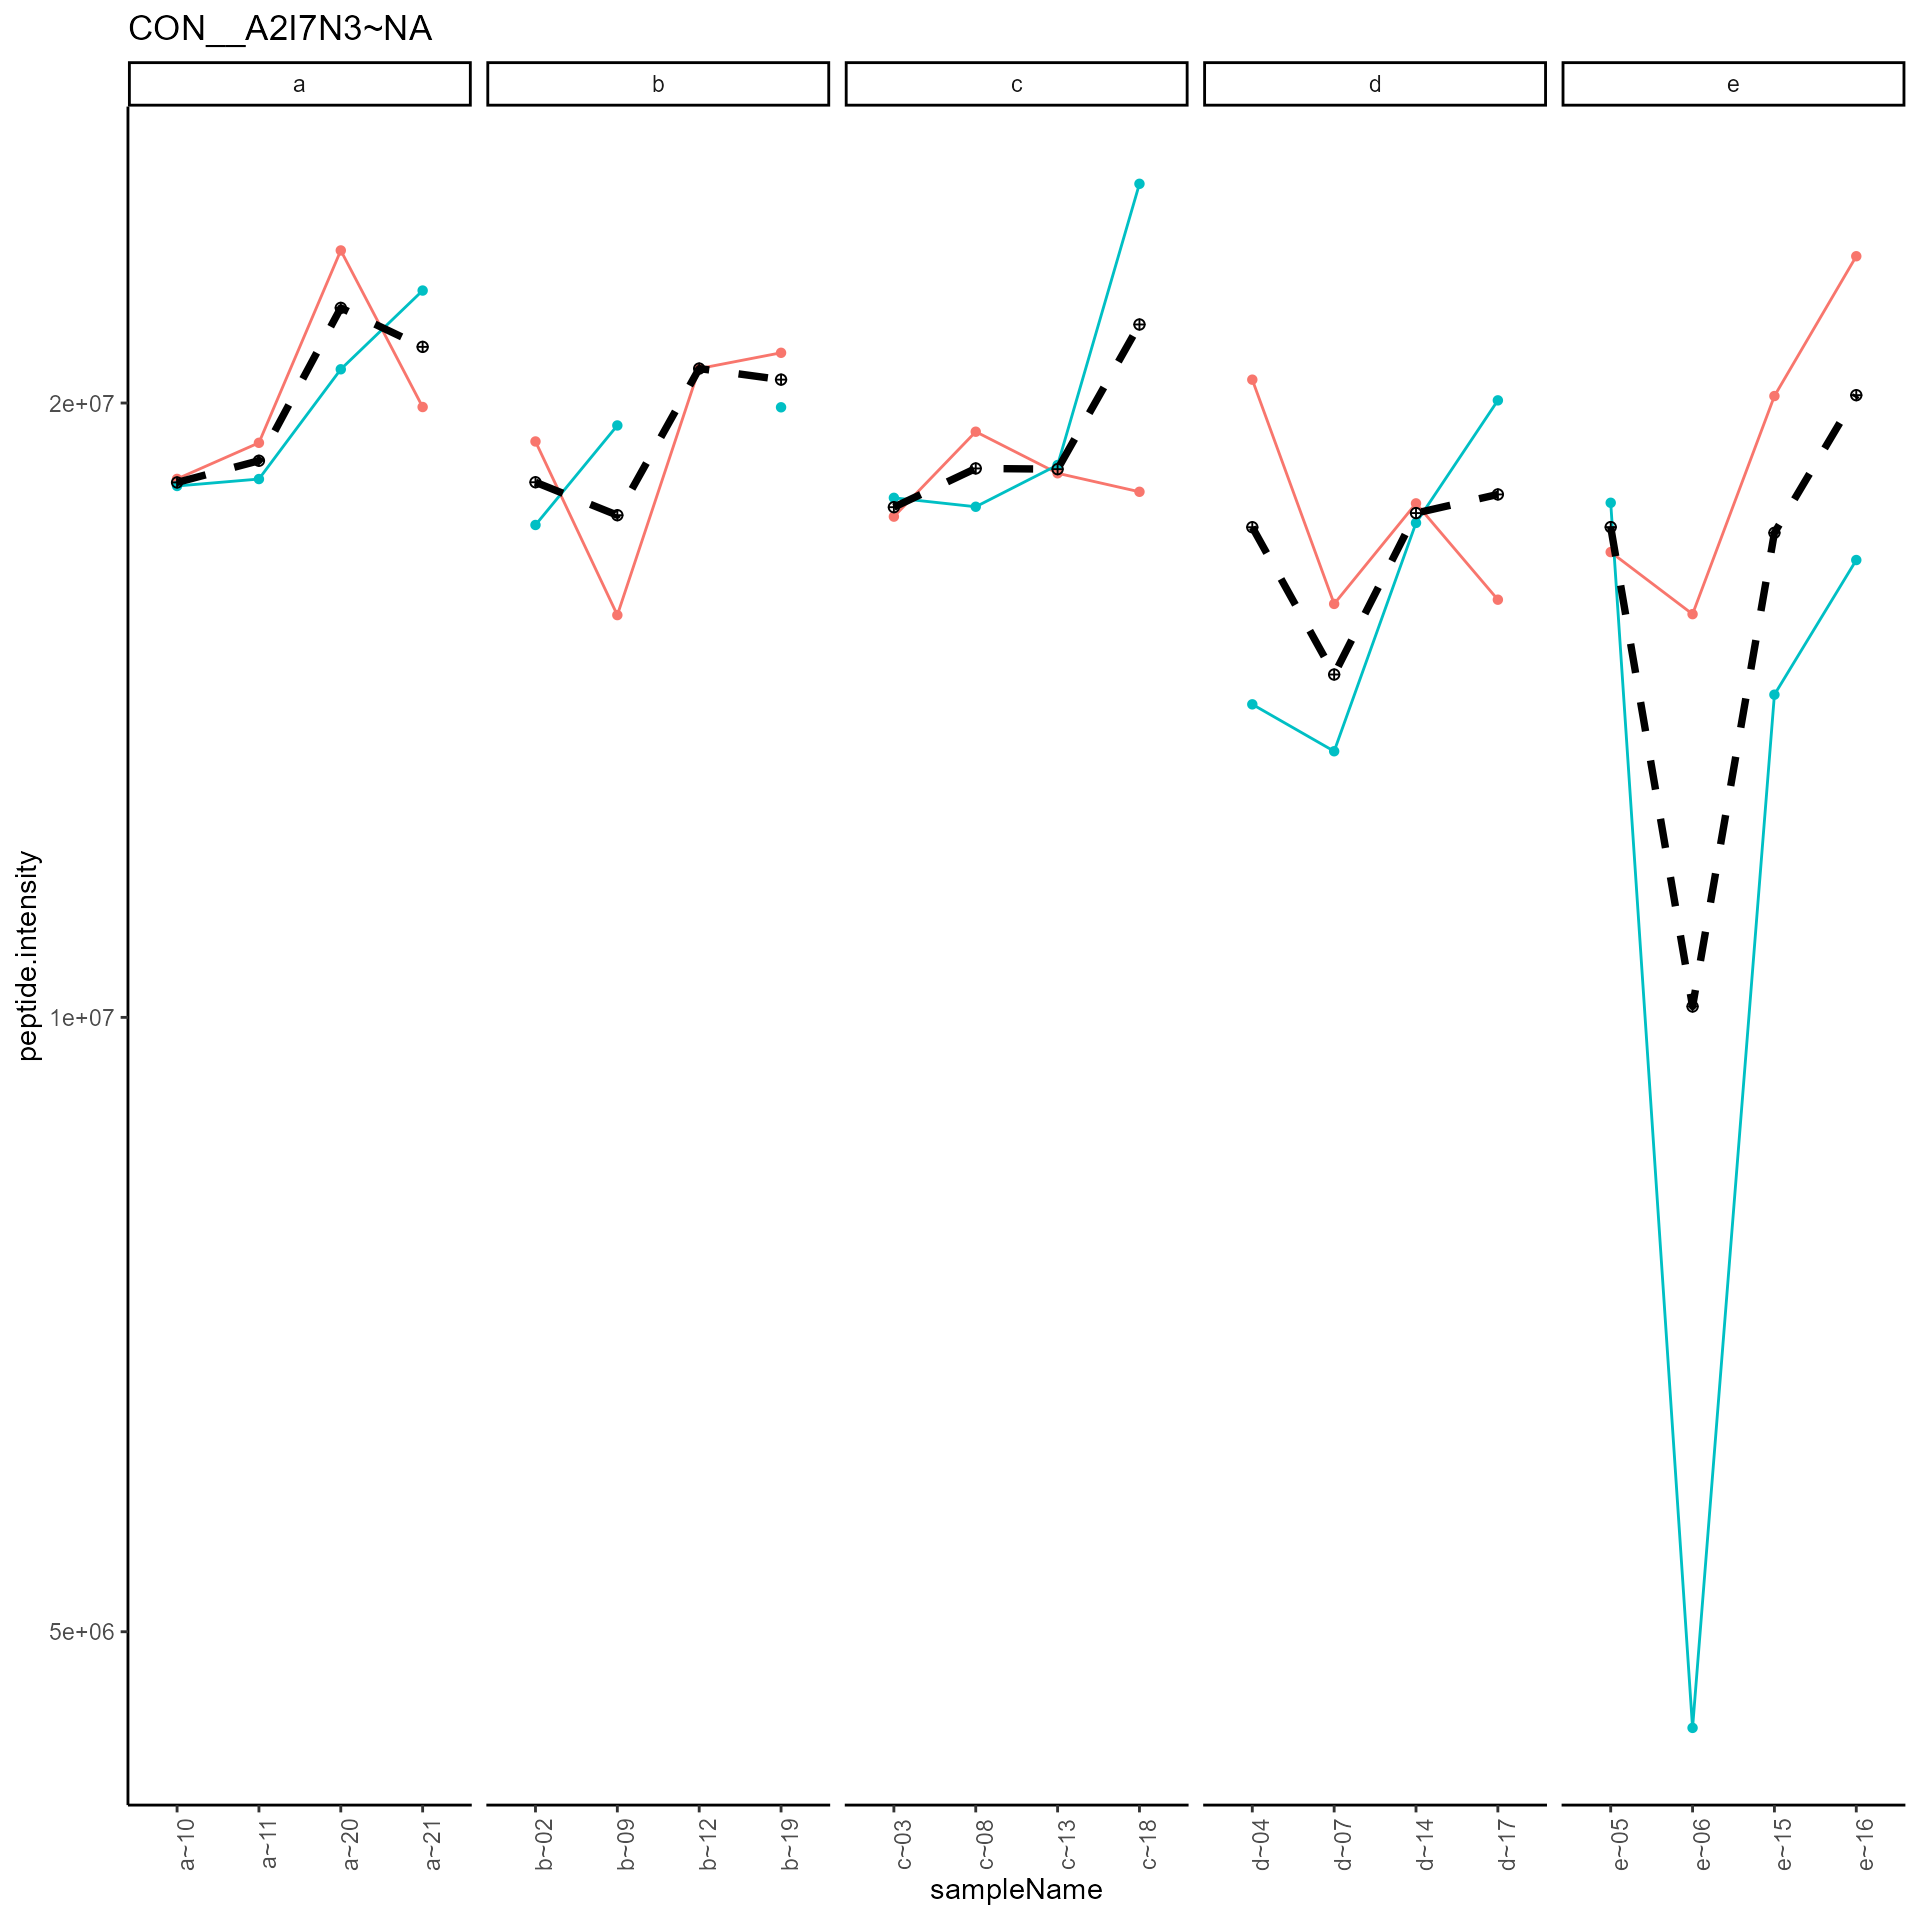 CON__A2I7N3~NA
a
b
c
d
e
2e+07
1e+07
5e+06
peptide.intensity
a~10
a~11
a~20
a~21
b~02
b~09
b~12
b~19
c~03
c~08
c~13
c~18
d~04
d~07
d~14
d~17
e~05
e~06
e~15
e~16
sampleName